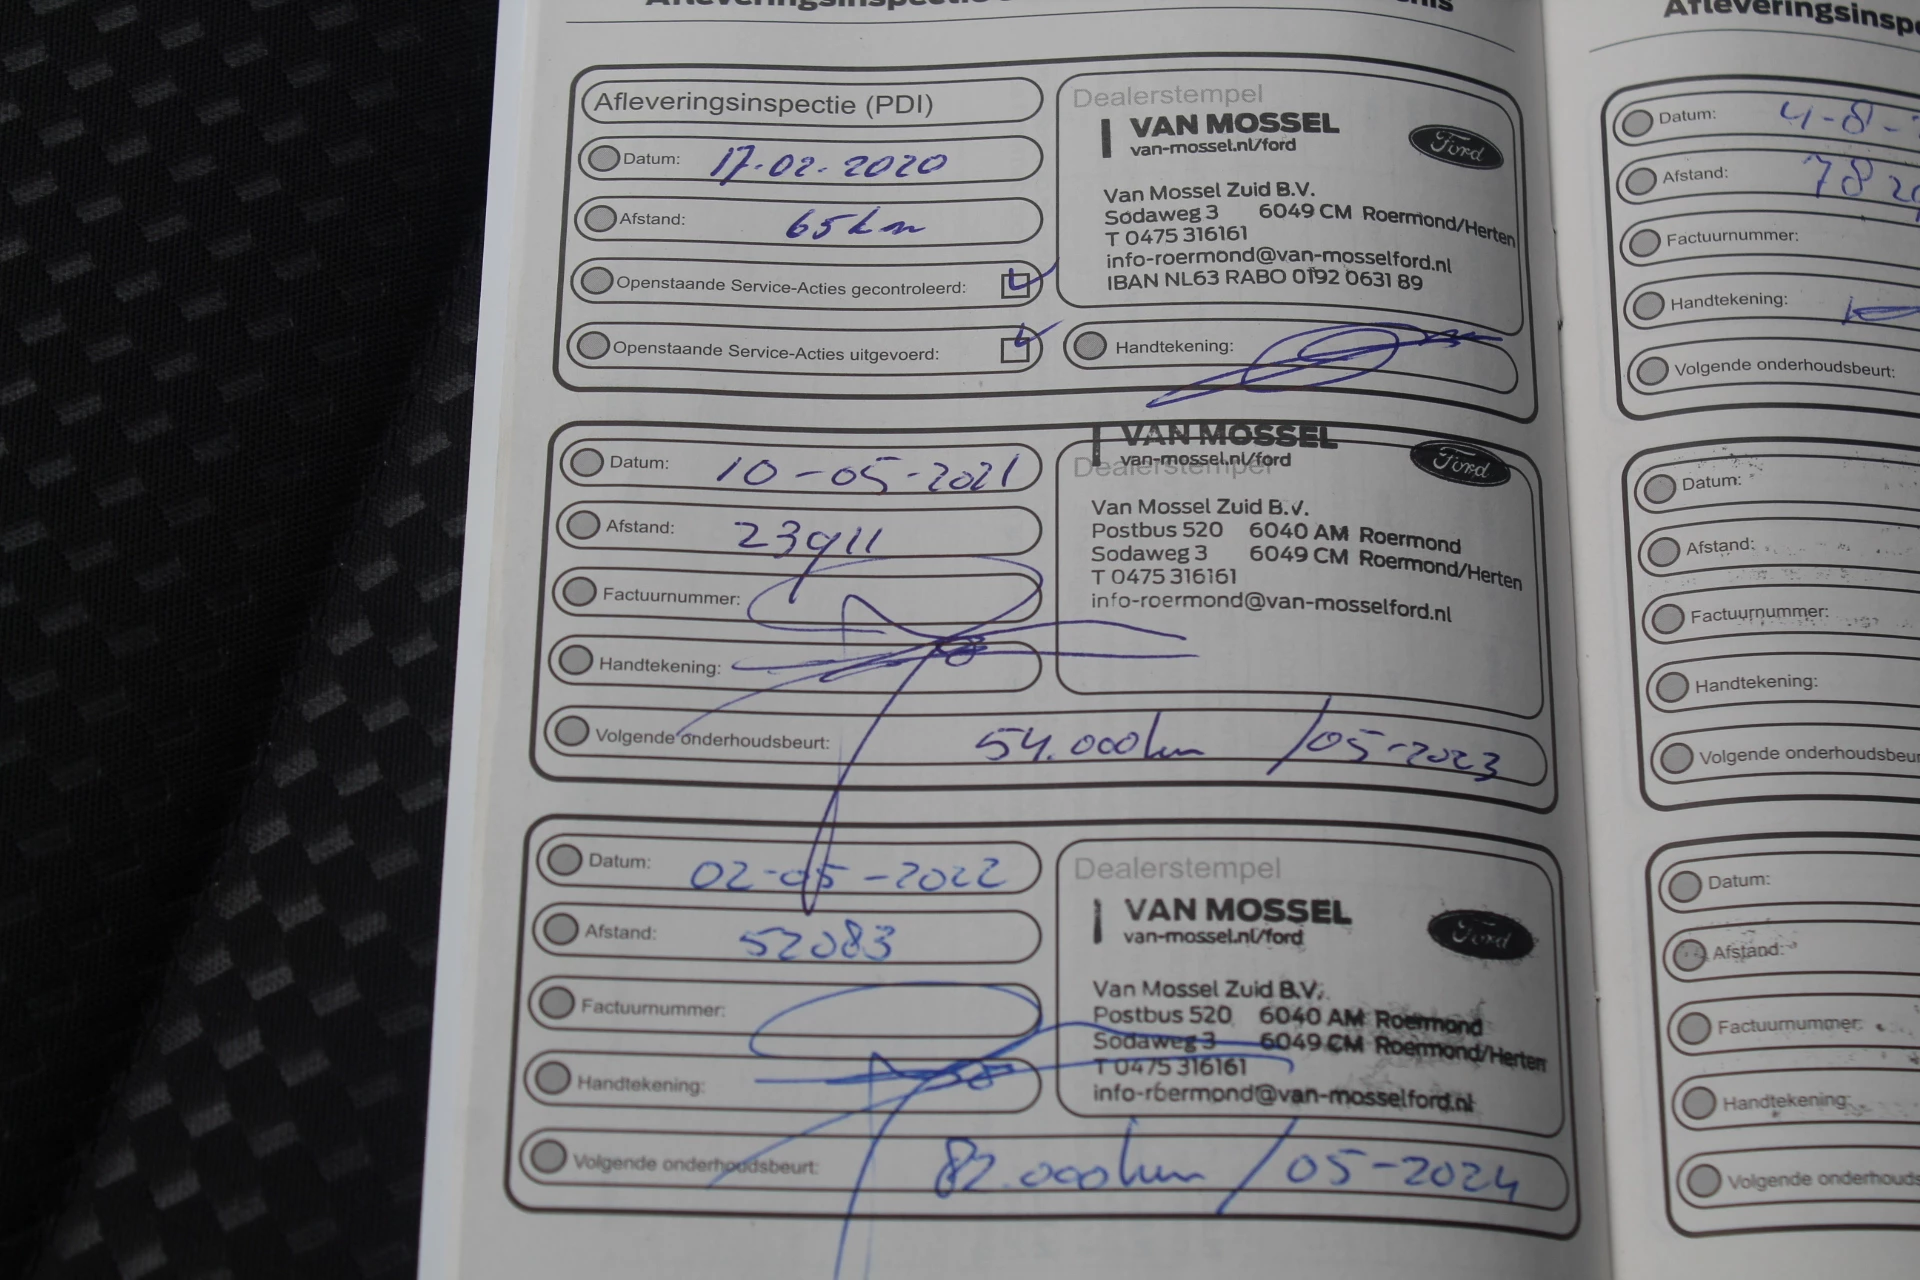 Afleveringsinspectie (PDI)
Datum: 17-02-2020
Afstand: 65km
Openstaande Service-Acties gecontroleerd:
Openstaande Service-Acties uitgevoerd:
Dealerstempel
VAN MOSSEL
van-mossel.nl/ford
Ford
Van Mossel Zuid B.V.
Sodaweg 3 6049 CM Roermond/Herten
T 0475 316161
info-roermond@van-mosselford.nl
IBAN NL63 RABO 0192 0631 89
Handtekening:
Datum: 10-05-2021
Afstand: 23911
Factuurnummer:
Handtekening:
VAN MOSSEL
van-mossel.nl/ford
Dealerstempel
Ford
Van Mossel Zuid B.V.
Postbus 520 6040 AM Roermond
Sodaweg 3 6049 CM Roermond/Herten
T 0475 316161
info-roermond@van-mosselford.nl
Volgende onderhoudsbeurt: 54.000km /05-2023
Datum: 02-05-2022
Afstand: 52083
Factuurnummer:
Handtekening:
Dealerstempel
VAN MOSSEL
van-mossel.nl/ford
Ford
Van Mossel Zuid B.V.
Postbus 520 6040 AM Roermond
Sodaweg 3 6049 CM Roermond/Herten
T 0475 316161
info-roermond@van-mosselford.nl
Volgende onderhoudsbeurt: 82.000km /05-2024
Datum: 4-8-
Afstand: 78
Factuurnummer:
Handtekening:
Volgende onderhoudsbeurt:
Datum:
Afstand:
Factuurnummer:
Handtekening:
Volgende
Datum:
Afstand:
Factuurnummer:
Handtekening:
Volgende